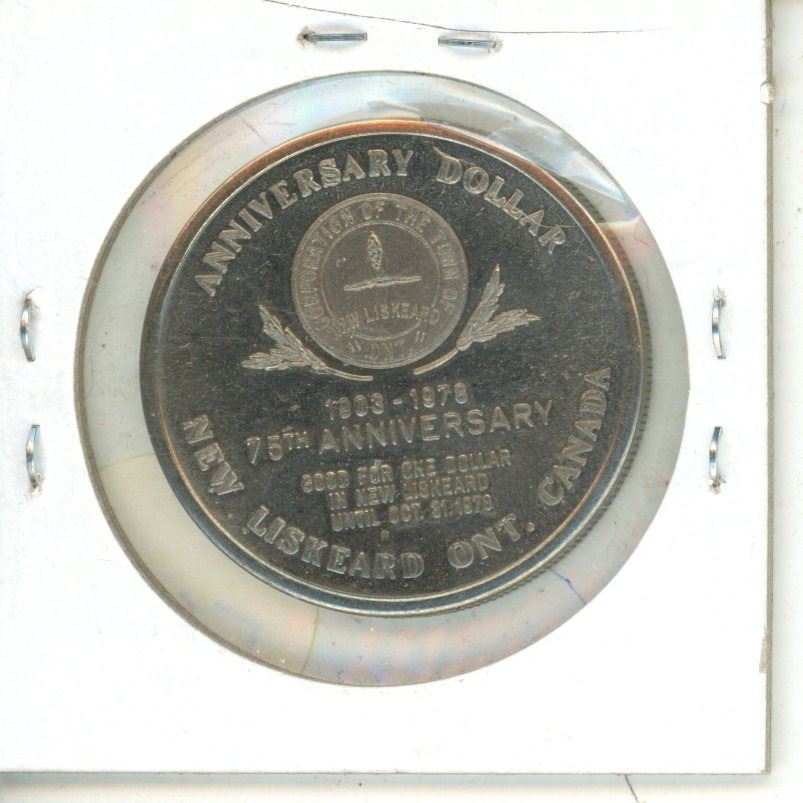 ANNIVERSARY DOLLAR
CORPORATION OF THE TOWN OF
NEW LISKEARD
"ONT"
1903 - 1978
75TH ANNIVERSARY
GOOD FOR ONE DOLLAR
IN NEW LISKEARD
UNTIL OCT. 31 1978
NEW LISKEARD ONT. CANADA